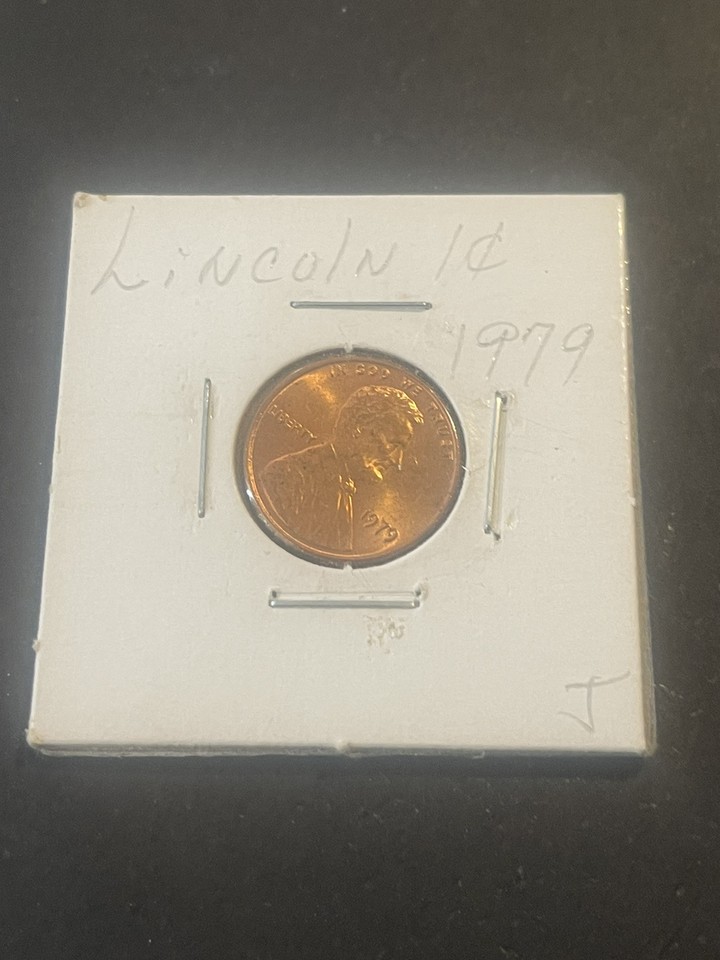 LiNColN 1¢
1979
IN GOD WE TRUST
LIBERTY
1979
J